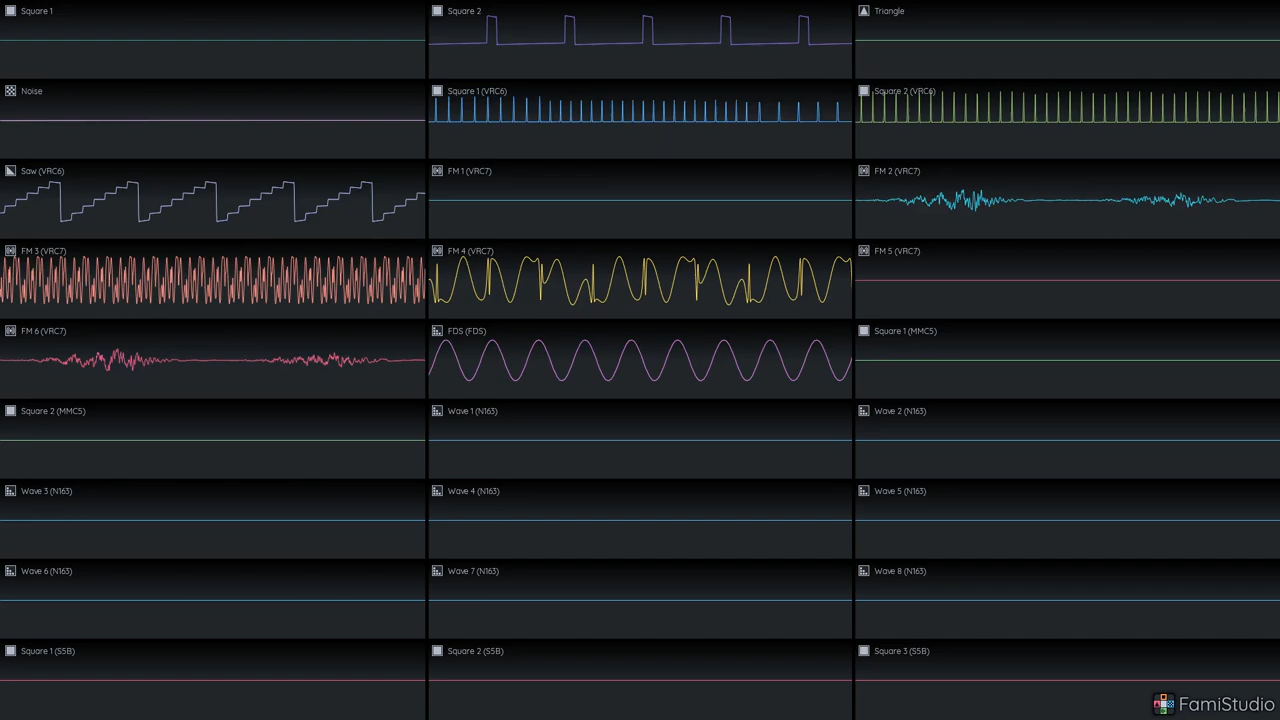 Square 1
Square 2
Triangle
Noise
Square 1 (VRC6)
Square 2 (VRC6)
Saw (VRC6)
FM 1 (VRC7)
FM 2 (VRC7)
FM 3 (VRC7)
FM 4 (VRC7)
FM 5 (VRC7)
FM 6 (VRC7)
FDS (FDS)
Square 1 (MMC5)
Square 2 (MMC5)
Wave 1 (N163)
Wave 2 (N163)
Wave 3 (N163)
Wave 4 (N163)
Wave 5 (N163)
Wave 6 (N163)
Wave 7 (N163)
Wave 8 (N163)
Square 1 (S5B)
Square 2 (S5B)
Square 3 (S5B)
FamiStudio